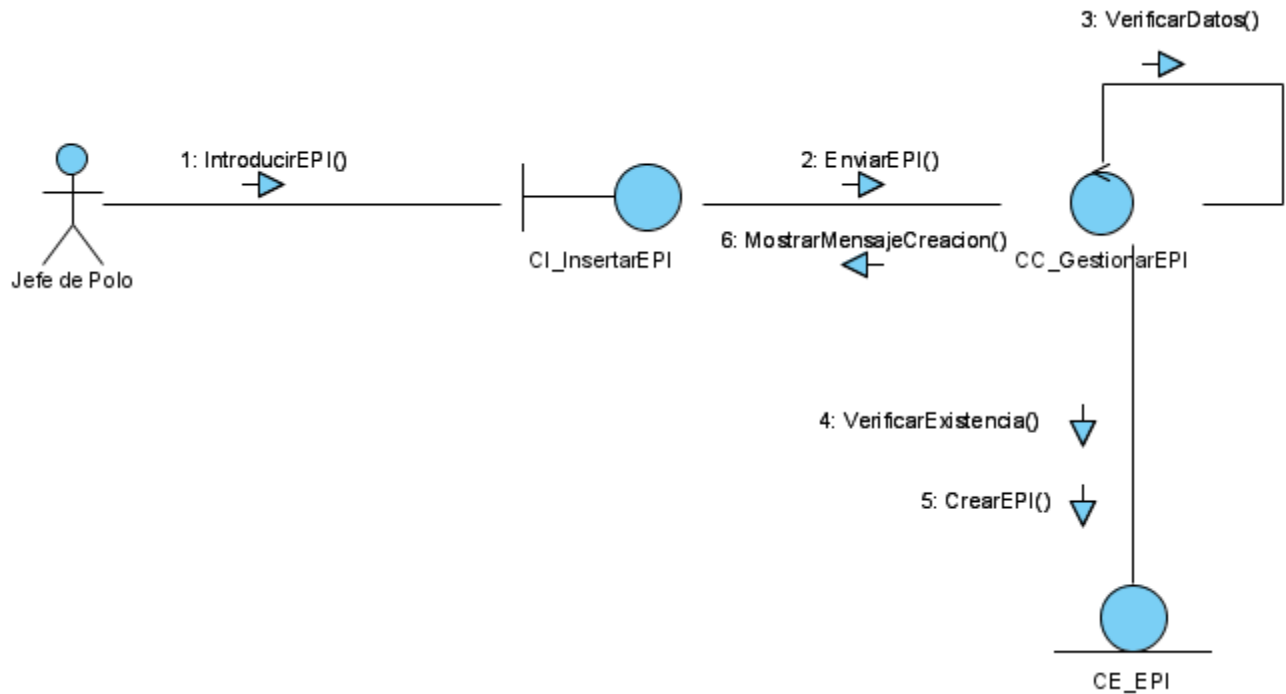 3: VerificarDatos()
1: IntroducirEPI()
2: EnviarEPI()
6: MostrarMensajeCreacion()
CI_InsertarEPI
CC_GestionarEPI
Jefe de Polo
4: VerificarExistencia()
5: CrearEPI()
CE_EPI